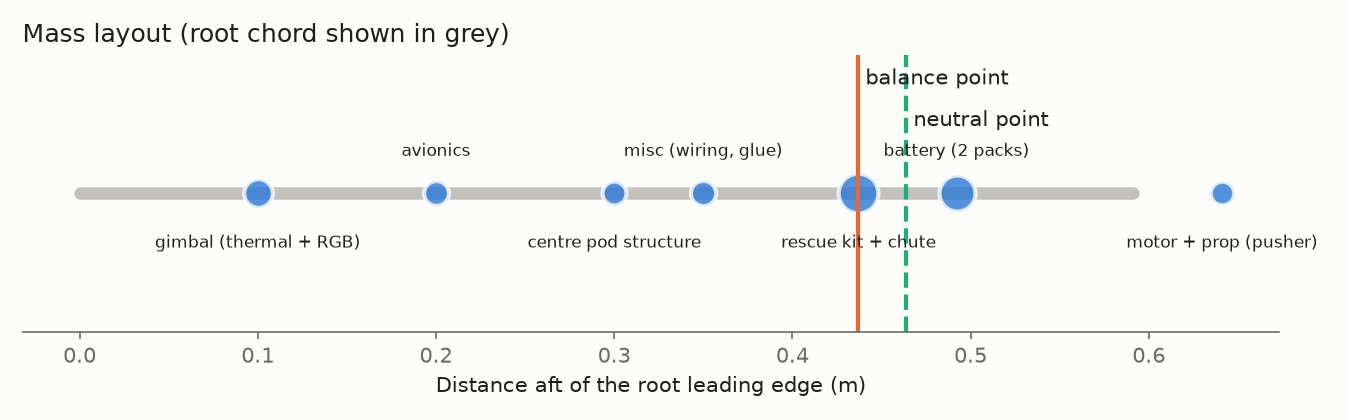 Mass layout (root chord shown in grey)
balance point
neutral point
avionics
misc (wiring, glue)
battery (2 packs)
gimbal (thermal + RGB)
centre pod structure
rescue kit + chute
motor + prop (pusher)
0.0
0.1
0.2
0.3
0.4
0.5
0.6
Distance aft of the root leading edge (m)